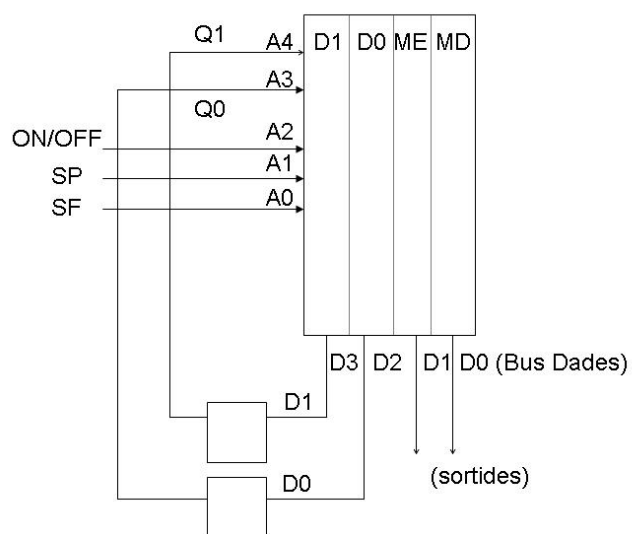 Q1 A4 D1 D0 ME MD
A3
Q0
ON/OFF A2
SP A1
SF A0
D3 D2 D1 D0 (Bus Dades)
D1
(sortides)
D0